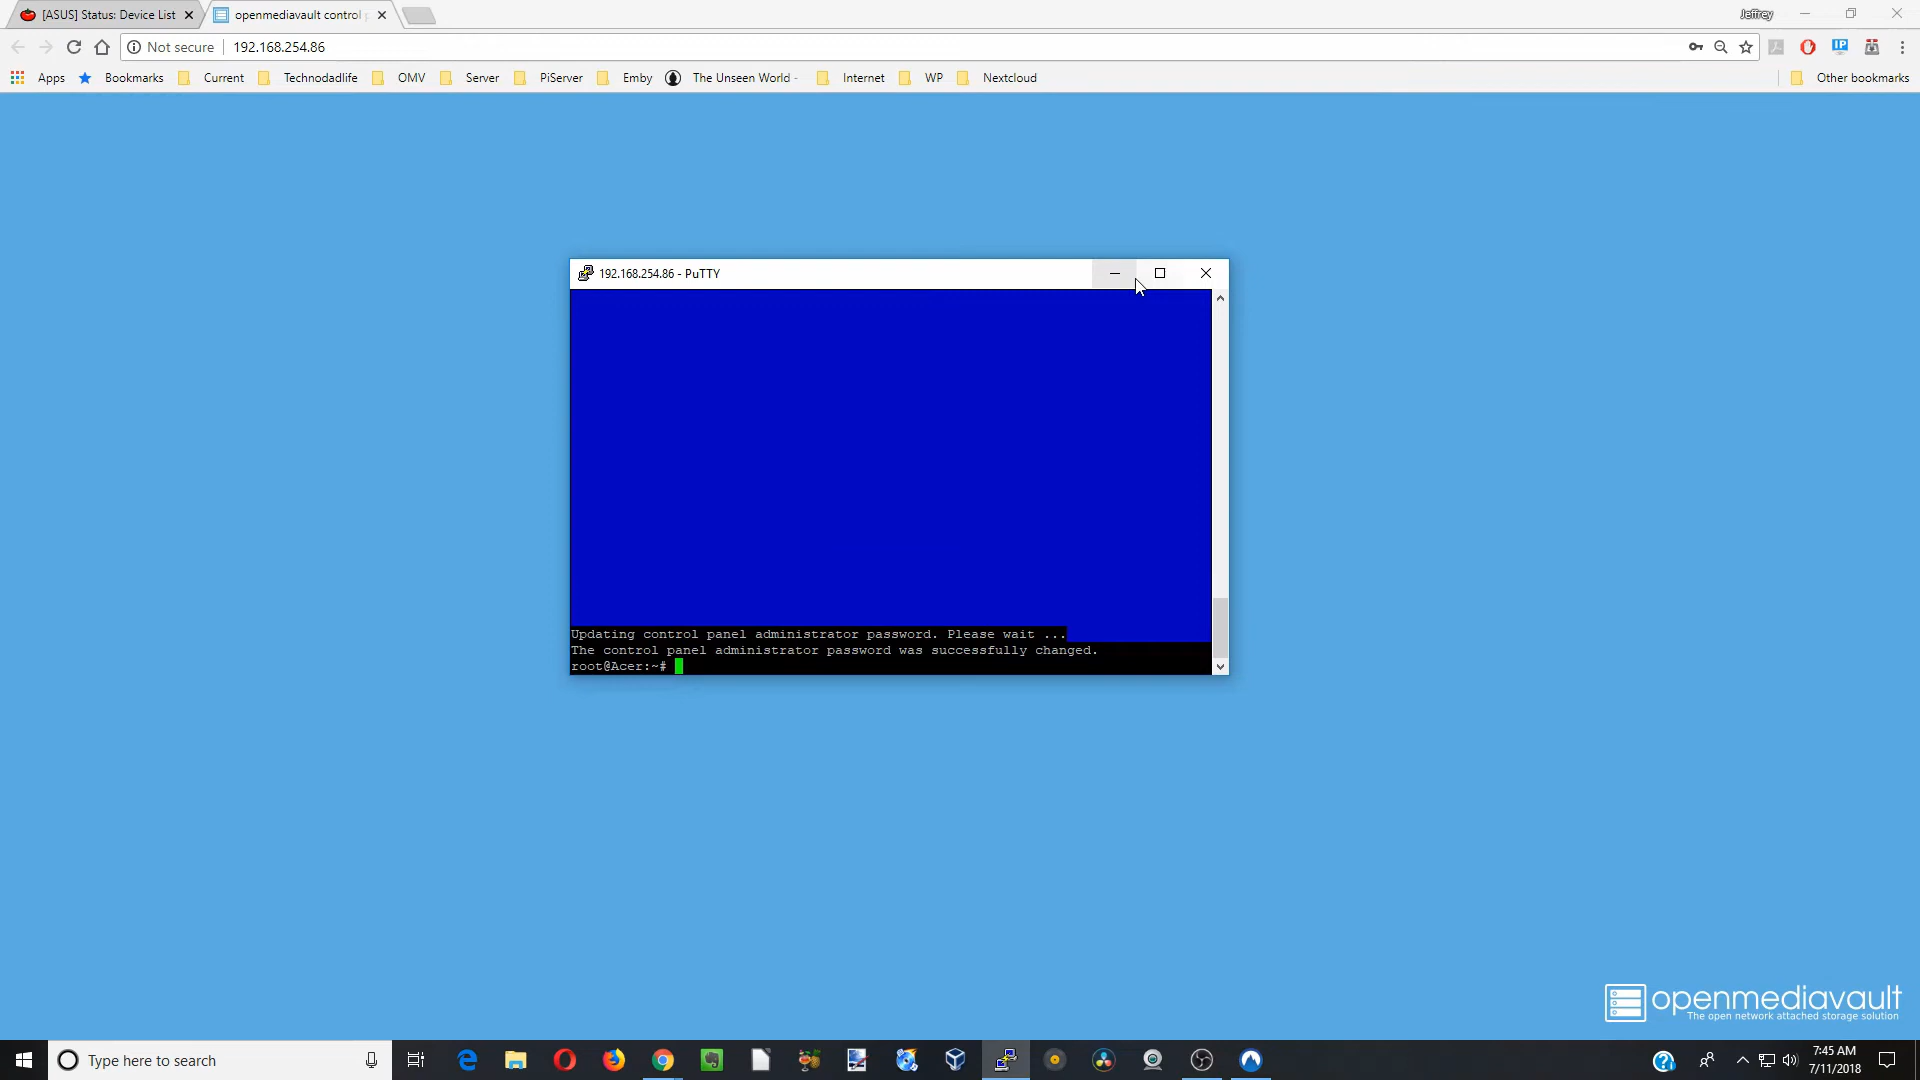 [ASUS] Status: Device List
openmediavault control p
Jeffrey
Not secure
192.168.254.86
IP
Apps
Bookmarks
Current
Technodadlife
OMV
Server
PiServer
Emby
The Unseen World -
Internet
WP
Nextcloud
Other bookmarks
192.168.254.86 - PuTTY
Updating control panel administrator password. Please wait ...
The control panel administrator password was successfully changed.
root@Acer:~#
openmediavault
The open network attached storage solution
Type here to search
7:45 AM
7/11/2018